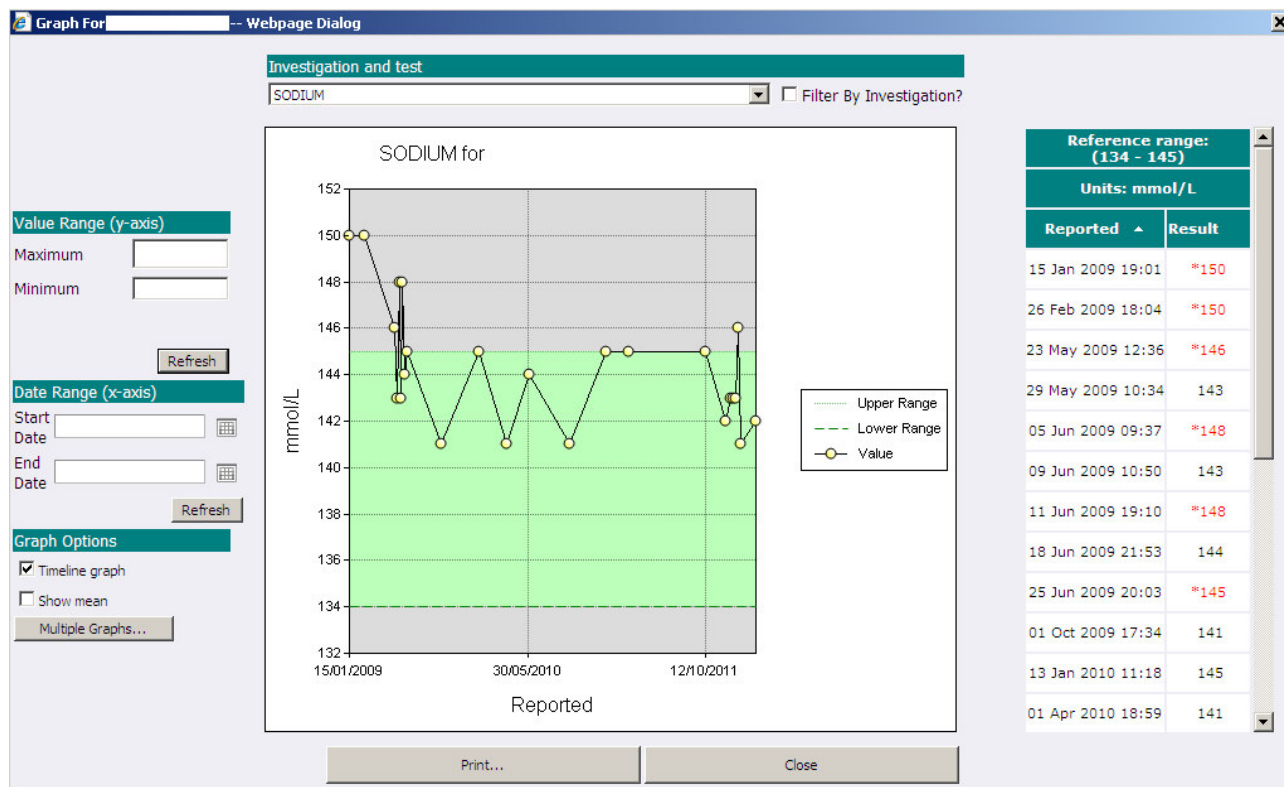 Graph For -- Webpage Dialog
Investigation and test
SODIUM
Filter By Investigation?
Value Range (y-axis)
Maximum
Minimum
Refresh
Date Range (x-axis)
Start Date
End Date
Refresh
Graph Options
Timeline graph
Show mean
Multiple Graphs...
SODIUM for
152
150
148
146
144
142
140
138
136
134
132
mmol/L
15/01/2009 30/05/2010 12/10/2011
Reported
Upper Range
Lower Range
Value
Reference range:
(134 - 145)
Units: mmol/L
Reported Result
15 Jan 2009 19:01 *150
26 Feb 2009 18:04 *150
23 May 2009 12:36 *146
29 May 2009 10:34 143
05 Jun 2009 09:37 *148
09 Jun 2009 10:50 143
11 Jun 2009 19:10 *148
18 Jun 2009 21:53 144
25 Jun 2009 20:03 *145
01 Oct 2009 17:34 141
13 Jan 2010 11:18 145
01 Apr 2010 18:59 141
Print...
Close